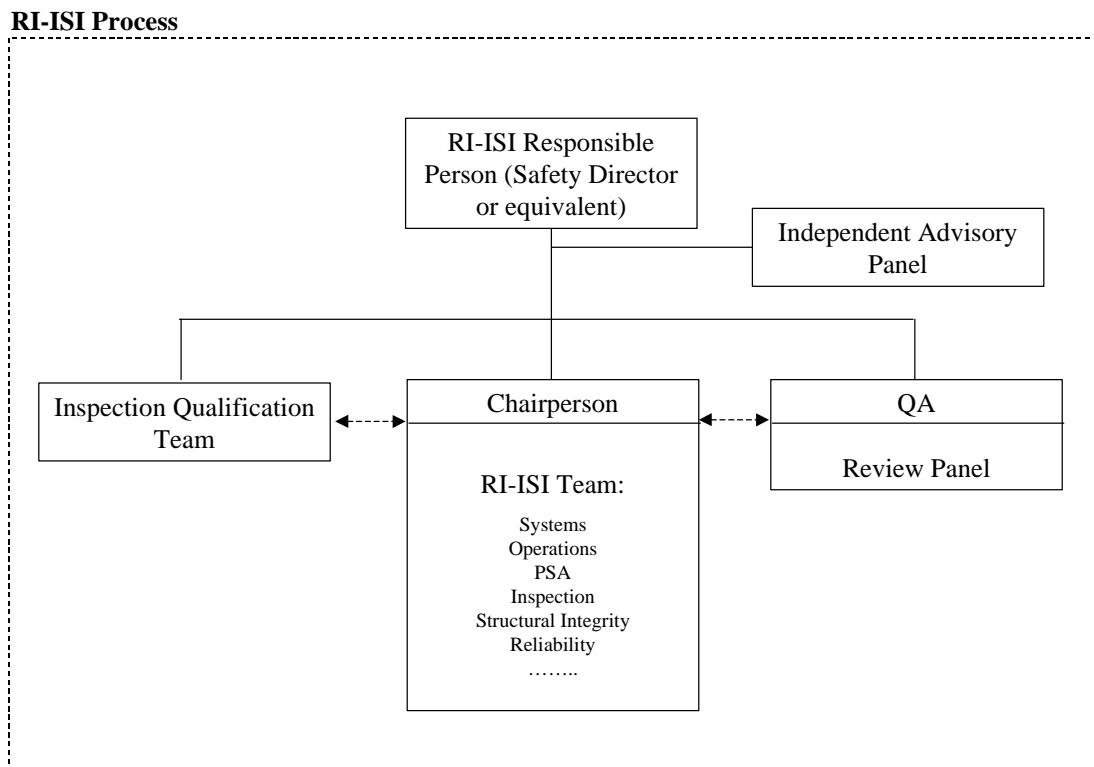 RI-ISI Process
RI-ISI Responsible
Person (Safety Director
or equivalent)
Independent Advisory
Panel
Inspection Qualification
Team
Chairperson
RI-ISI Team:
Systems
Operations
PSA
Inspection
Structural Integrity
Reliability
……..
QA
Review Panel